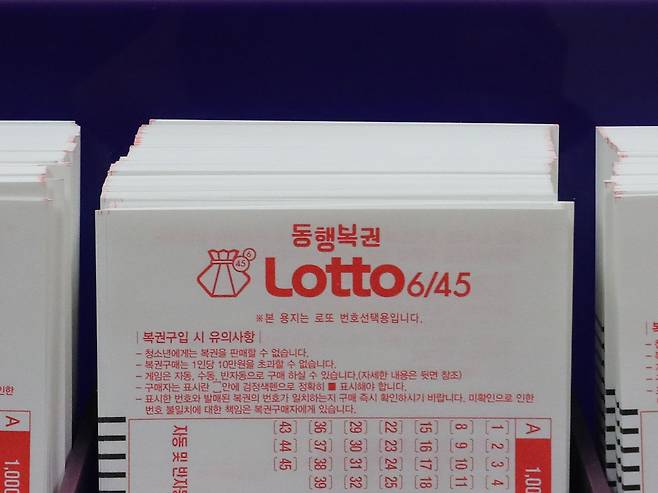 동행복권
45 6
Lotto 6/45
※본 용지는 로또 번호선택용입니다.
| 복권구입 시 유의사항 |
- 청소년에게는 복권을 판매할 수 없습니다.
- 복권구매는 1인당 10만원을 초과할 수 없습니다.
- 게임은 자동, 수동, 반자동으로 구매 하실 수 있습니다.(자세한 내용은 뒷면 참조)
- 구매자는 표시란 안에 검정색펜으로 정확히 ■ 표시해야 합니다.
- 표시한 번호와 발매된 복권의 번호가 일치하는지 구매 즉시 확인하시기 바랍니다. 미확인으로 인한
번호 불일치에 대한 책임은 복권구매자에게 있습니다.
43 36 29 22 15 8 1 A
44 37 30 23 16 9 2
45 38 31 24 17 10 3
39 32 25 18 11 4
1,00
인한
A
1,000